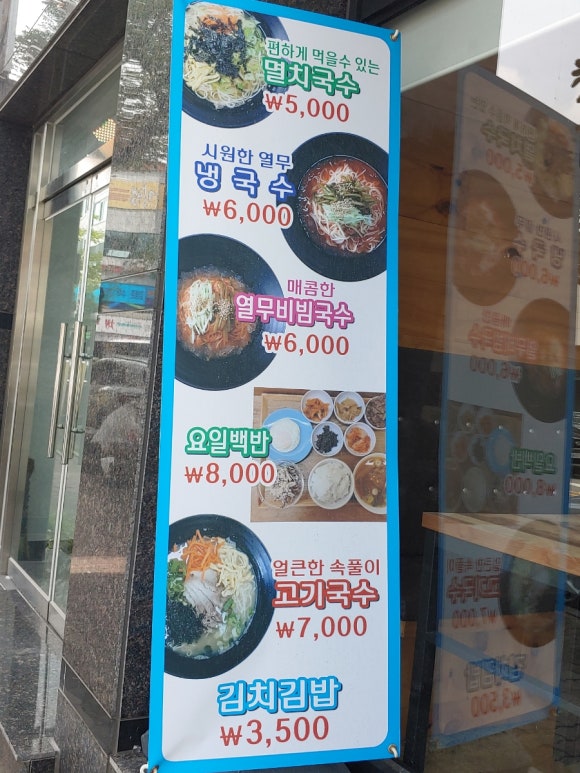 편하게 먹을수 있는
멸치국수
₩5,000
시원한 열무
냉국수
₩6,000
매콤한
열무비빔국수
₩6,000
요일백반
₩8,000
얼큰한 속풀이
고기국수
₩7,000
김치김밥
₩3,500